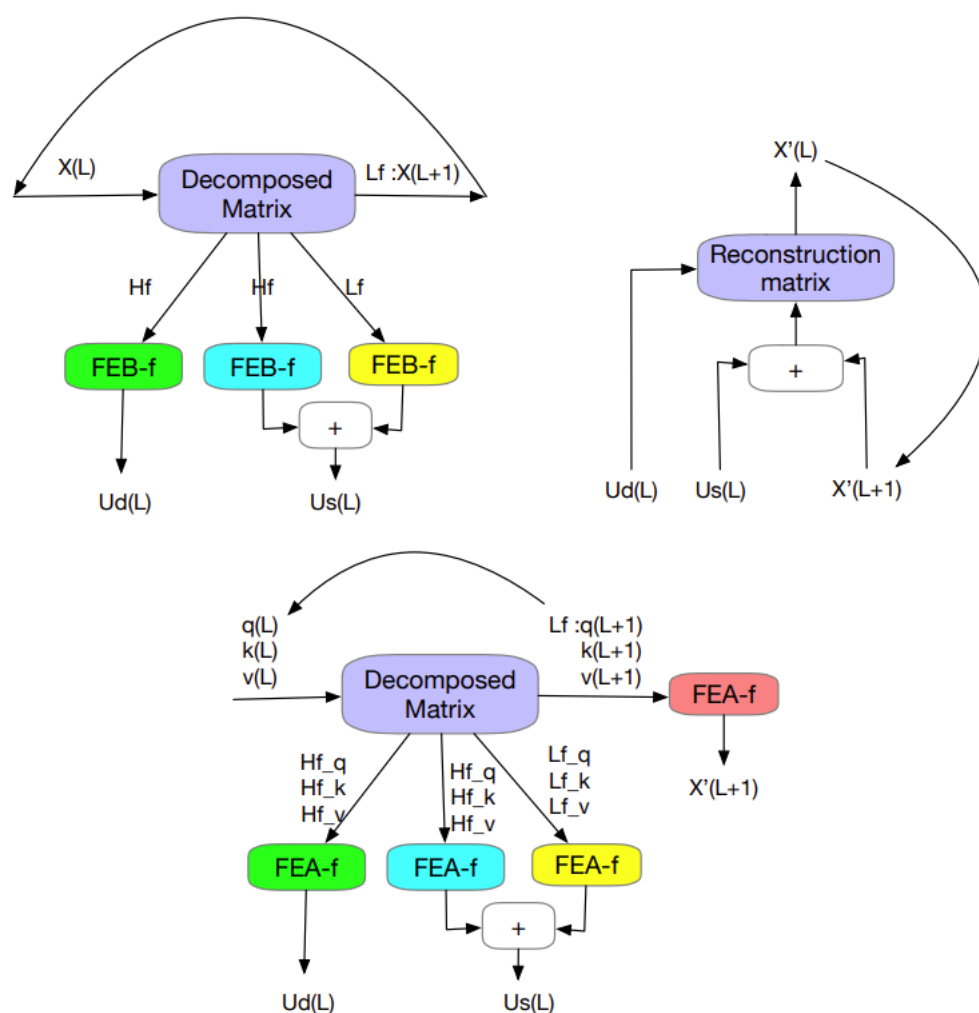 X(L)
Decomposed
Matrix
Lf :X(L+1)
Hf
Hf
Lf
FEB-f
FEB-f
FEB-f
+
Ud(L)
Us(L)
X'(L)
Reconstruction
matrix
+
Ud(L)
Us(L)
X'(L+1)
q(L)
k(L)
v(L)
Decomposed
Matrix
Lf :q(L+1)
k(L+1)
v(L+1)
FEA-f
X'(L+1)
Hf_q
Hf_k
Hf_v
Hf_q
Hf_k
Hf_v
Lf_q
Lf_k
Lf_v
FEA-f
FEA-f
FEA-f
+
Ud(L)
Us(L)